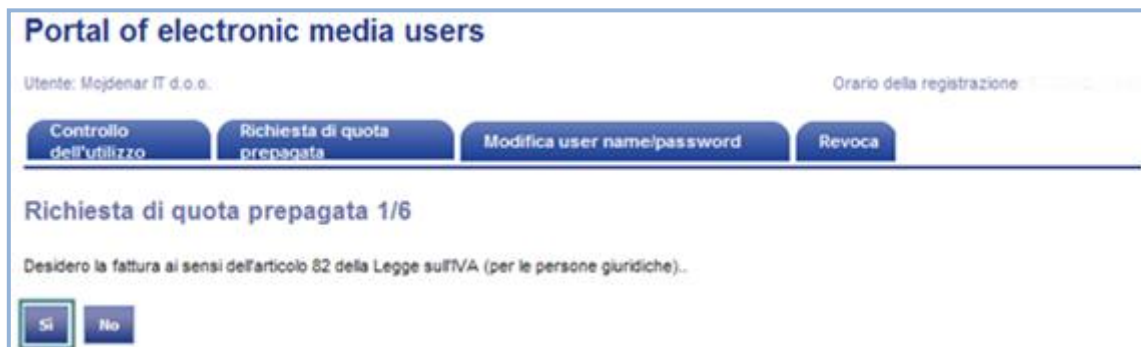 Portal of electronic media users
Utente: Mojdenar IT d.o.o.
Orario della registrazione
Controllo dell'utilizzo
Richiesta di quota prepagata
Modifica user name/password
Revoca
Richiesta di quota prepagata 1/6
Desidero la fattura ai sensi dell'articolo 82 della Legge sull'IVA (per le persone giuridiche)..
Sì
No